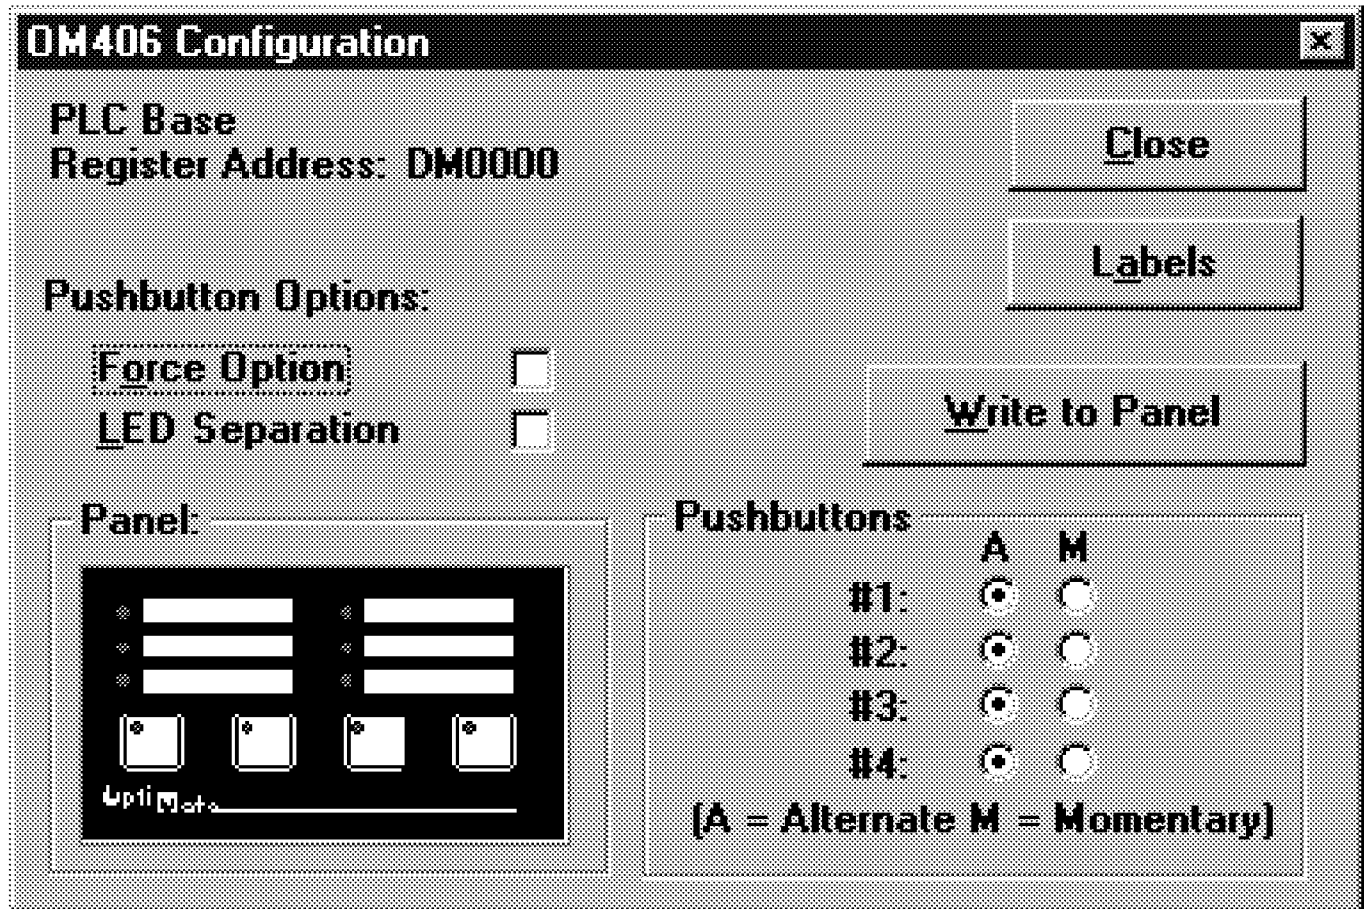 OM406 Configuration
PLC Base
Register Address: DM0000
Close
Labels
Pushbutton Options:
Force Option
LED Separation
Write to Panel
Panel:
OptiMate
Pushbuttons
A M
#1:
#2:
#3:
#4:
(A = Alternate M = Momentary)